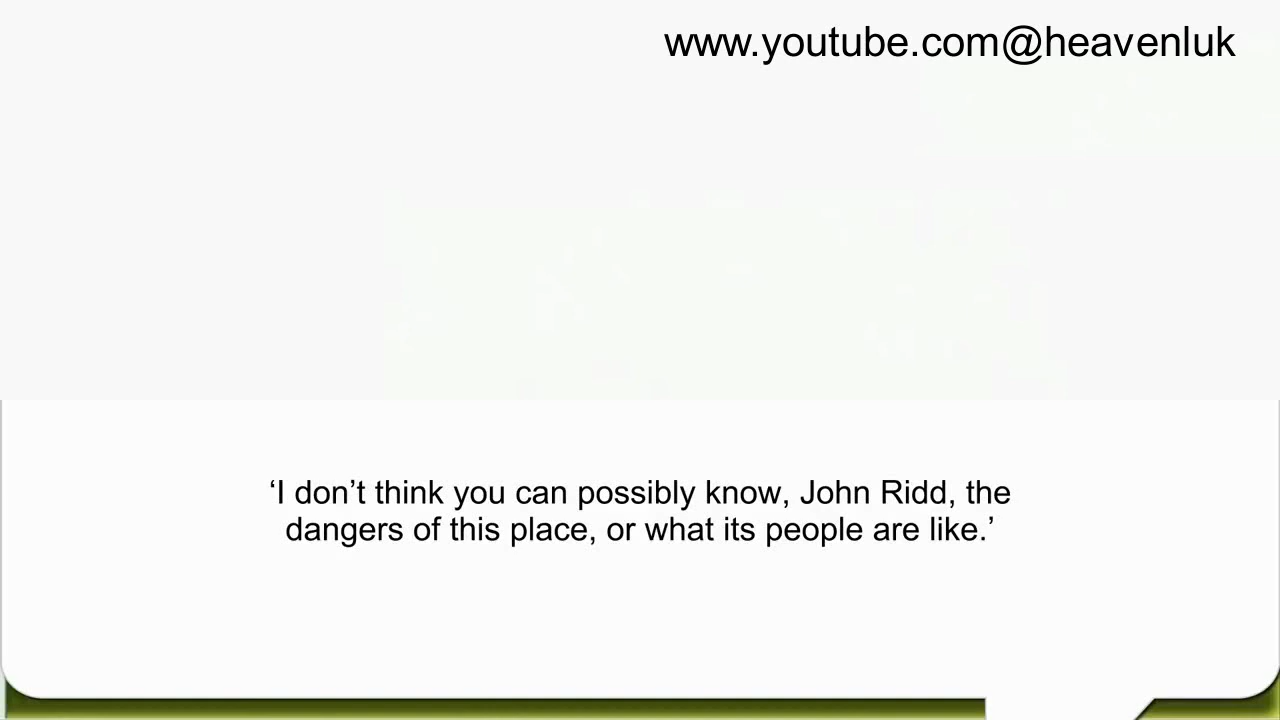 www.youtube.com@heavenluk
‘I don’t think you can possibly know, John Ridd, the
dangers of this place, or what its people are like.’